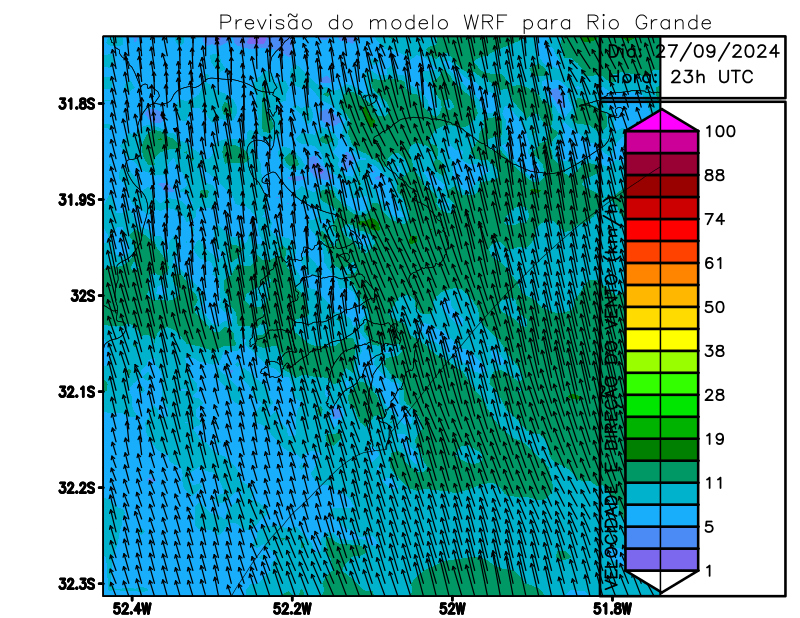 Previsão do modelo WRF para Rio Grande
Dia: 27/09/2024
Hora: 23h UTC
VELOCIDADE E DIREÇÃO DO VENTO (km/h)
100
88
74
61
50
38
28
19
11
5
1
31.8S
31.9S
32S
32.1S
32.2S
32.3S
52.4W
52.2W
52W
51.8W